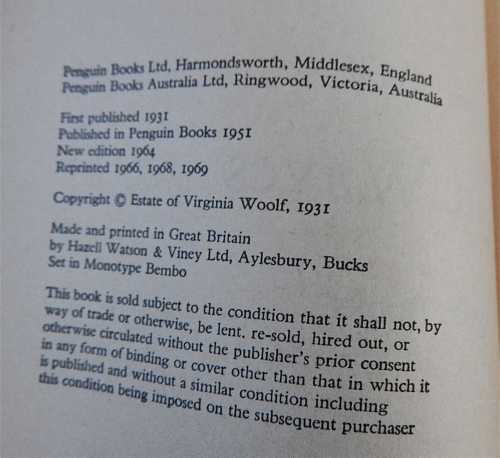 Penguin Books Ltd, Harmondsworth, Middlesex, England
Penguin Books Australia Ltd, Ringwood, Victoria, Australia
First published 1931
Published in Penguin Books 1951
New edition 1964
Reprinted 1966, 1968, 1969
Copyright © Estate of Virginia Woolf, 1931
Made and printed in Great Britain
by Hazell Watson & Viney Ltd, Aylesbury, Bucks
Set in Monotype Bembo
This book is sold subject to the condition that it shall not, by
way of trade or otherwise, be lent. re-sold, hired out, or
otherwise circulated without the publisher's prior consent
in any form of binding or cover other than that in which it
is published and without a similar condition including
this condition being imposed on the subsequent purchaser